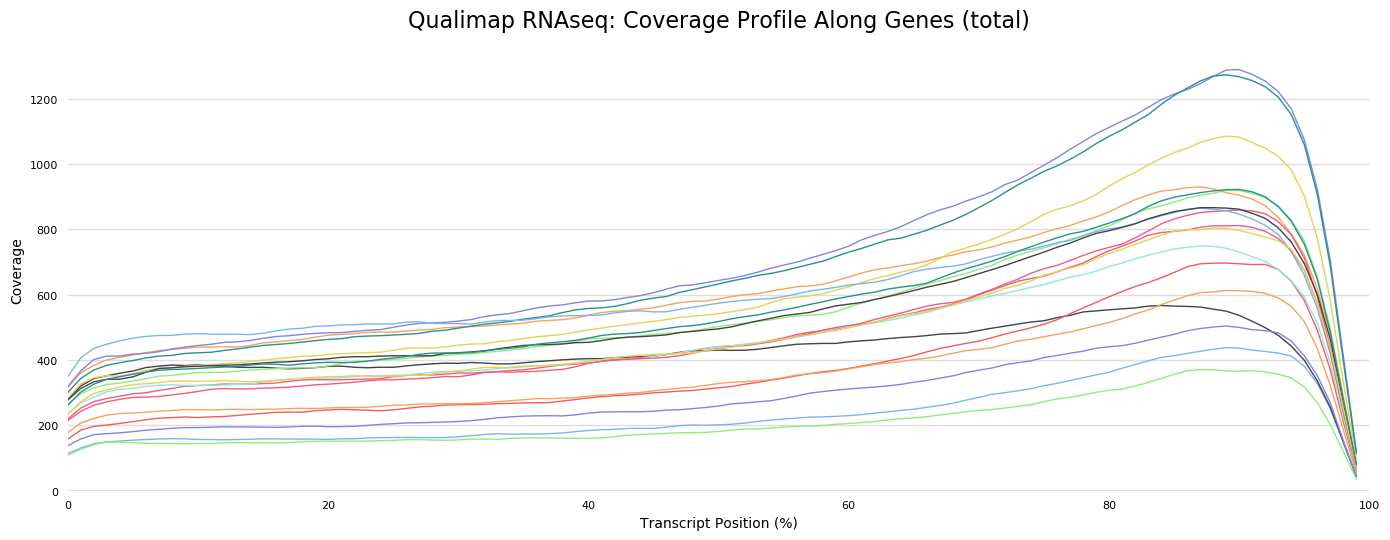 Qualimap RNAseq: Coverage Profile Along Genes (total)
1200
1000
800
600
400
200
0
Coverage
0 20 40 60 80 100
Transcript Position (%)